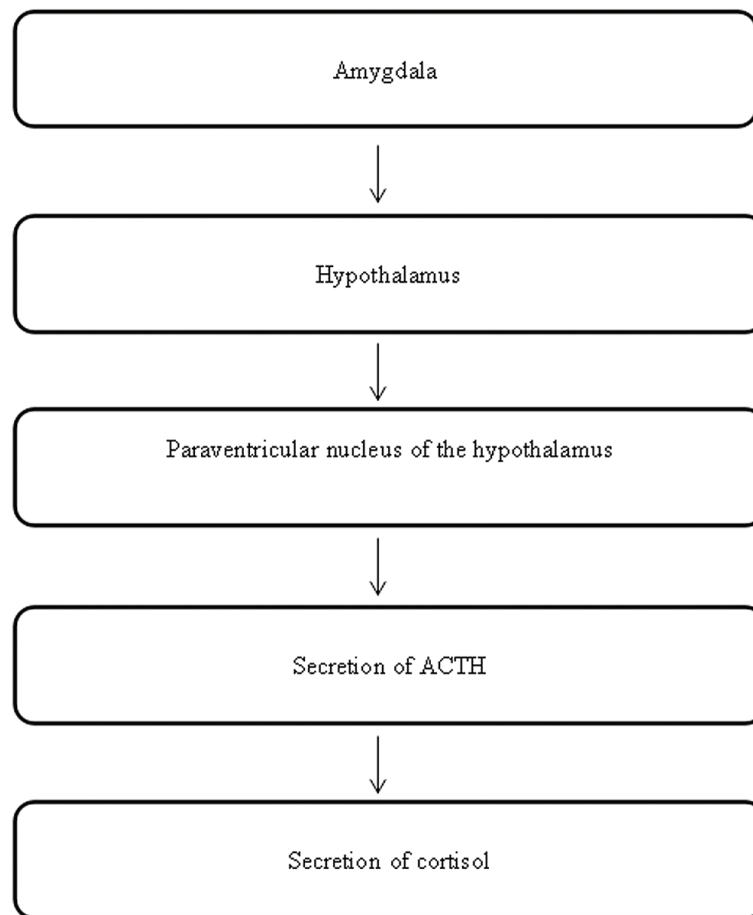 Amygdala
Hypothalamus
Paraventricular nucleus of the hypothalamus
Secretion of ACTH
Secretion of cortisol